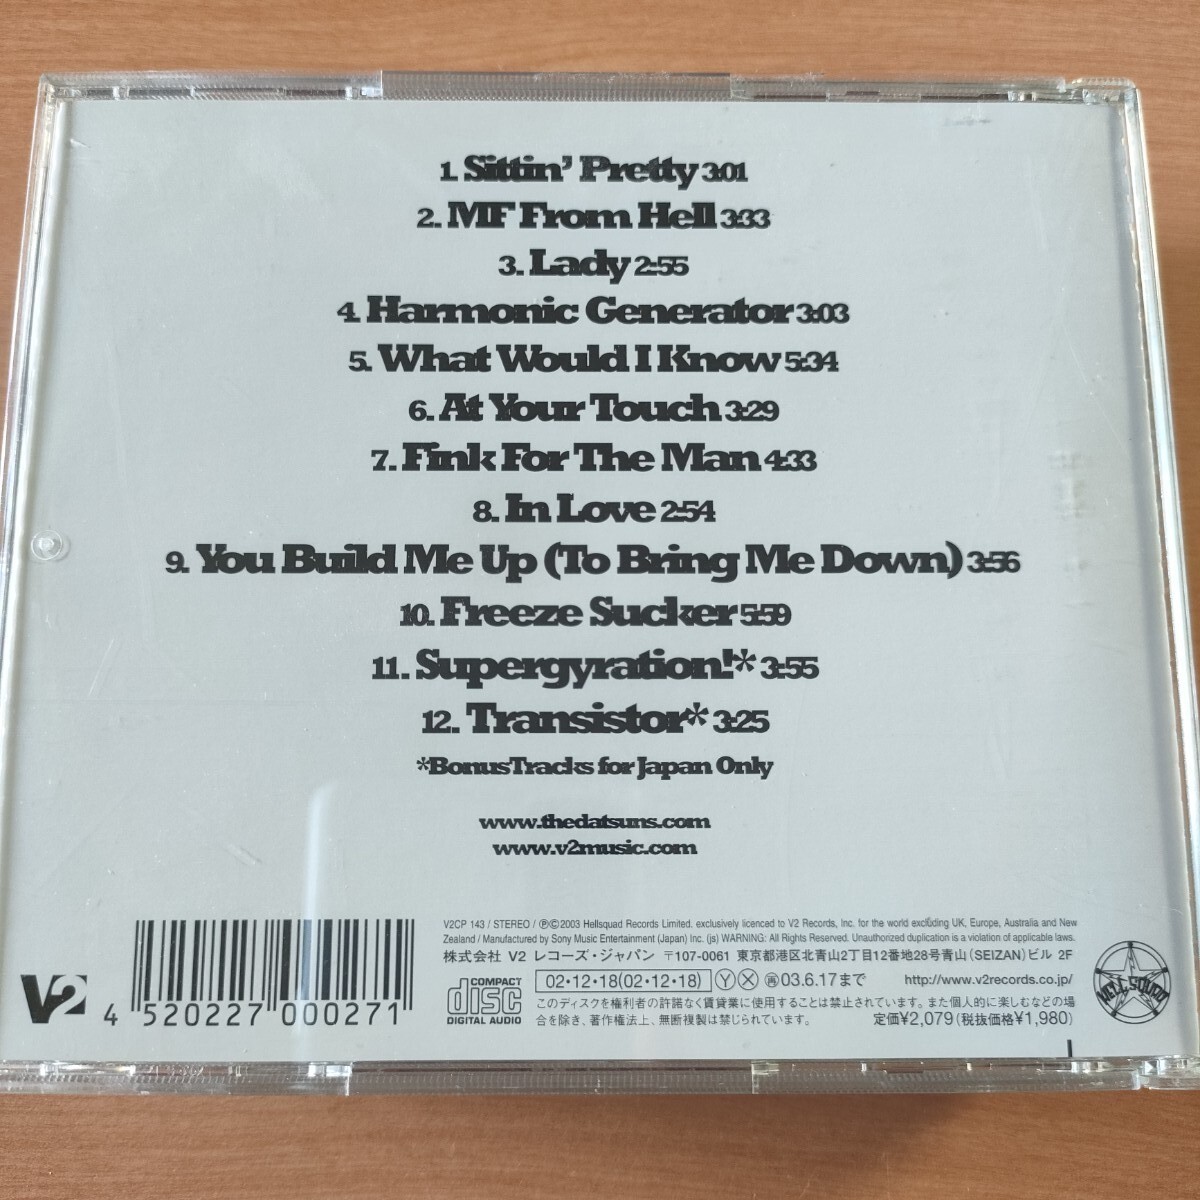 1. Sittin' Pretty 3:01
2. MF From Hell 3:33
3. Lady 2:55
4. Harmonic Generator 3:03
5. What Would I Know 5:34
6. At Your Touch 3:29
7. Fink For The Man 4:33
8. In Love 2:54
9. You Build Me Up (To Bring Me Down) 3:56
10. Freeze Sucker 5:59
11. Supergyration!* 3:55
12. Transistor* 3:25
*Bonus Tracks for Japan Only
www.thedatsuns.com
www.v2music.com
V2
4 520227 000271
COMPACT
disc
DIGITAL AUDIO
V2CP 143 / STEREO / ℗©2003 Hellsquad Records Limited. exclusively licenced to V2 Records, Inc. for the world excluding UK, Europe, Australia and New
Zealand / Manufactured by Sony Music Entertainment (Japan) Inc. (js) WARNING: All Rights Reserved. Unauthorized duplication is a violation of applicable laws.
株式会社 V2 レコーズ・ジャパン 〒107-0061 東京都港区北青山2丁目12番地28号青山(SEIZAN)ビル 2F
02・12・18(02・12・18) Ⓨ Ⓧ 03.6.17まで http://www.v2records.co.jp/
このディスクを権利者の許諾なく賃貸業に使用することは禁止されています。また個人的に楽しむなどの場
合を除き、著作権法上、無断複製は禁じられています。 定価¥2,079(税抜価格¥1,980)
HELL SQUAD